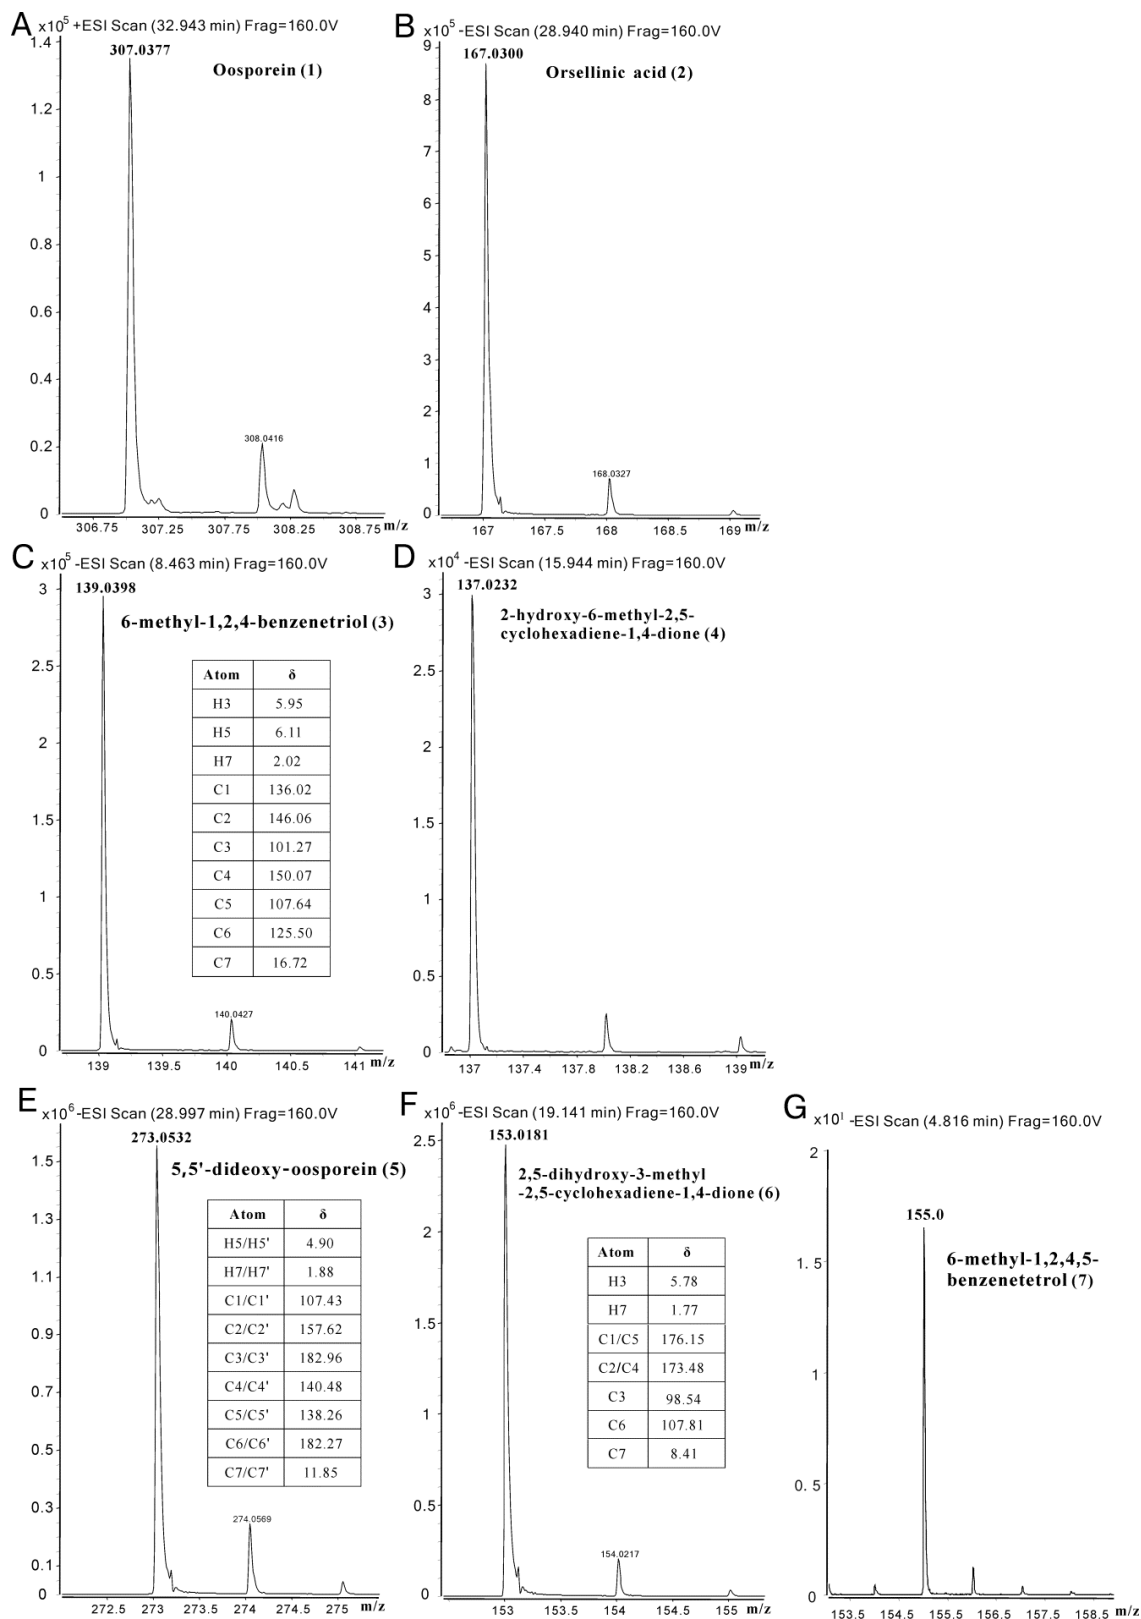 A
x10⁵ +ESI Scan (32.943 min) Frag=160.0V
1.4
307.0377
Oosporein (1)
1.2
1
0.8
0.6
0.4
308.0416
0.2
0
306.75 307.25 307.75 308.25 308.75 m/z
B
x10⁵ -ESI Scan (28.940 min) Frag=160.0V
9
167.0300
Orsellinic acid (2)
8
7
6
5
4
3
2
168.0327
1
0
167 167.5 168 168.5 169 m/z
C
x10⁵ -ESI Scan (8.463 min) Frag=160.0V
139.0398
3
6-methyl-1,2,4-benzenetriol (3)
2.5
2
1.5
1
0.5
0
Atom δ
H3 5.95
H5 6.11
H7 2.02
C1 136.02
C2 146.06
C3 101.27
C4 150.07
C5 107.64
C6 125.50
C7 16.72
140.0427
139 139.5 140 140.5 141 m/z
D
x10⁴ -ESI Scan (15.944 min) Frag=160.0V
137.0232
3
2-hydroxy-6-methyl-2,5-
cyclohexadiene-1,4-dione (4)
2.5
2
1.5
1
0.5
0
137 137.4 137.8 138.2 138.6 139 m/z
E
x10⁶ -ESI Scan (28.997 min) Frag=160.0V
273.0532
5,5'-dideoxy-oosporein (5)
1.5
1.3
1.1
0.9
0.7
0.5
0.3
0.1
0
Atom δ
H5/H5' 4.90
H7/H7' 1.88
C1/C1' 107.43
C2/C2' 157.62
C3/C3' 182.96
C4/C4' 140.48
C5/C5' 138.26
C6/C6' 182.27
C7/C7' 11.85
274.0569
272.5 273 273.5 274 274.5 275 m/z
F
x10⁶ -ESI Scan (19.141 min) Frag=160.0V
2.5
153.0181
2,5-dihydroxy-3-methyl
-2,5-cyclohexadiene-1,4-dione (6)
2
1.5
1
0.5
0
Atom δ
H3 5.78
H7 1.77
C1/C5 176.15
C2/C4 173.48
C3 98.54
C6 107.81
C7 8.41
154.0217
153 153.5 154 154.5 155 m/z
G
x10¹ -ESI Scan (4.816 min) Frag=160.0V
2
155.0
6-methyl-1,2,4,5-
benzenetetrol (7)
1.5
1
0.5
0
153.5 154.5 155.5 156.5 157.5 158.5 m/z